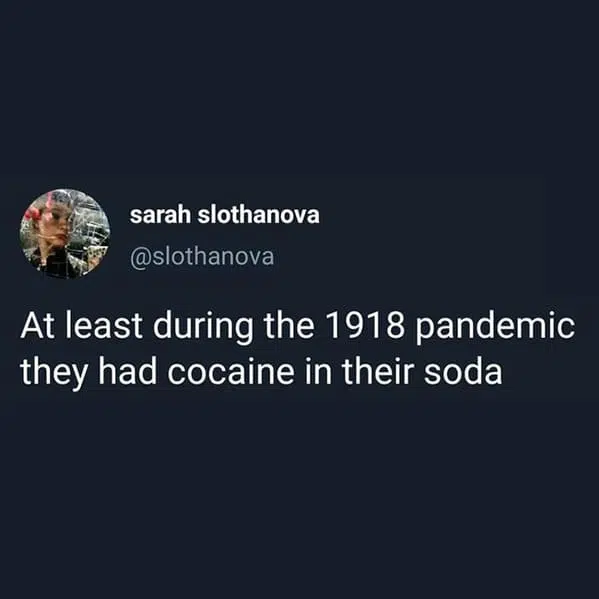 sarah slothanova
@slothanova
At least during the 1918 pandemic
they had cocaine in their soda